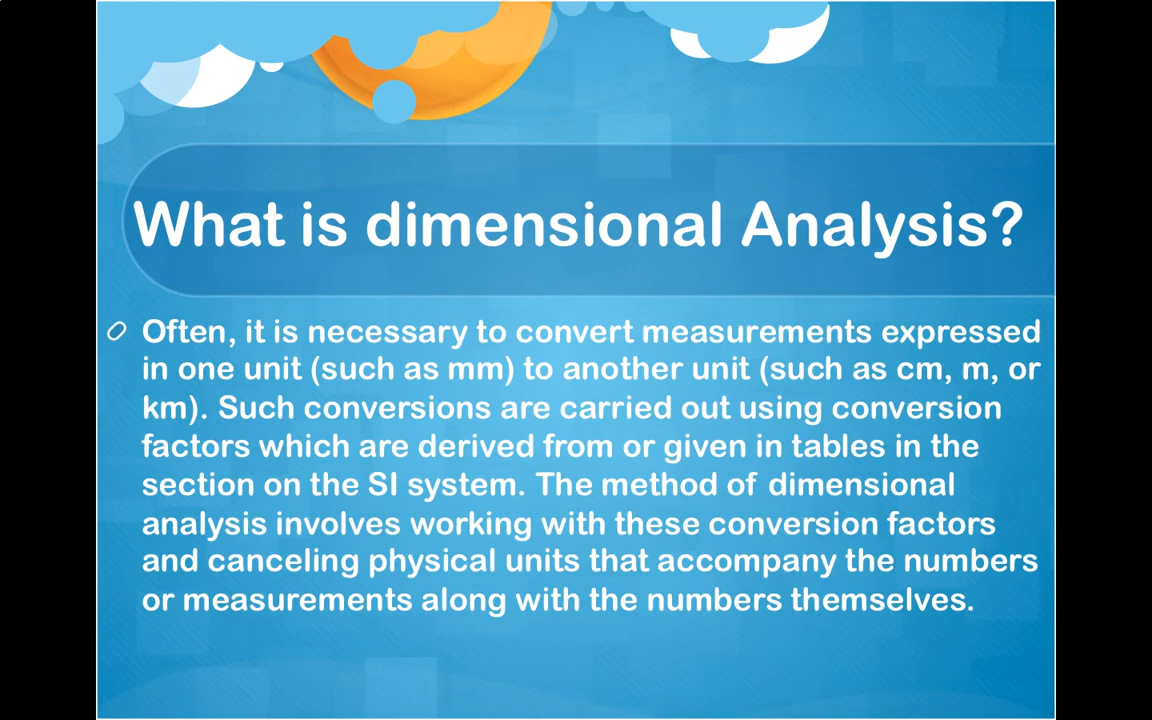 What is dimensional Analysis?
Often, it is necessary to convert measurements expressed
in one unit (such as mm) to another unit (such as cm, m, or
km). Such conversions are carried out using conversion
factors which are derived from or given in tables in the
section on the SI system. The method of dimensional
analysis involves working with these conversion factors
and canceling physical units that accompany the numbers
or measurements along with the numbers themselves.